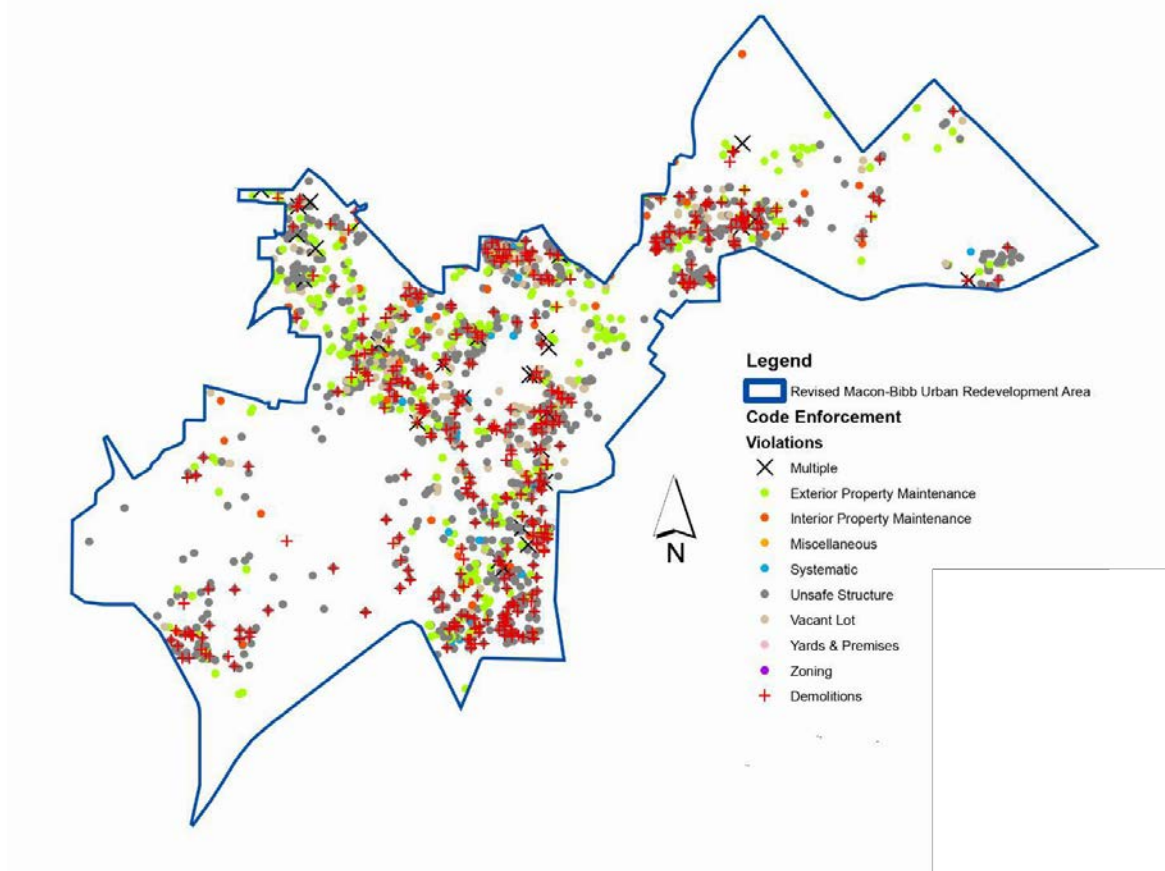 Legend
Revised Macon-Bibb Urban Redevelopment Area
Code Enforcement
Violations
Multiple
Exterior Property Maintenance
Interior Property Maintenance
Miscellaneous
Systematic
Unsafe Structure
Vacant Lot
Yards & Premises
Zoning
Demolitions
N